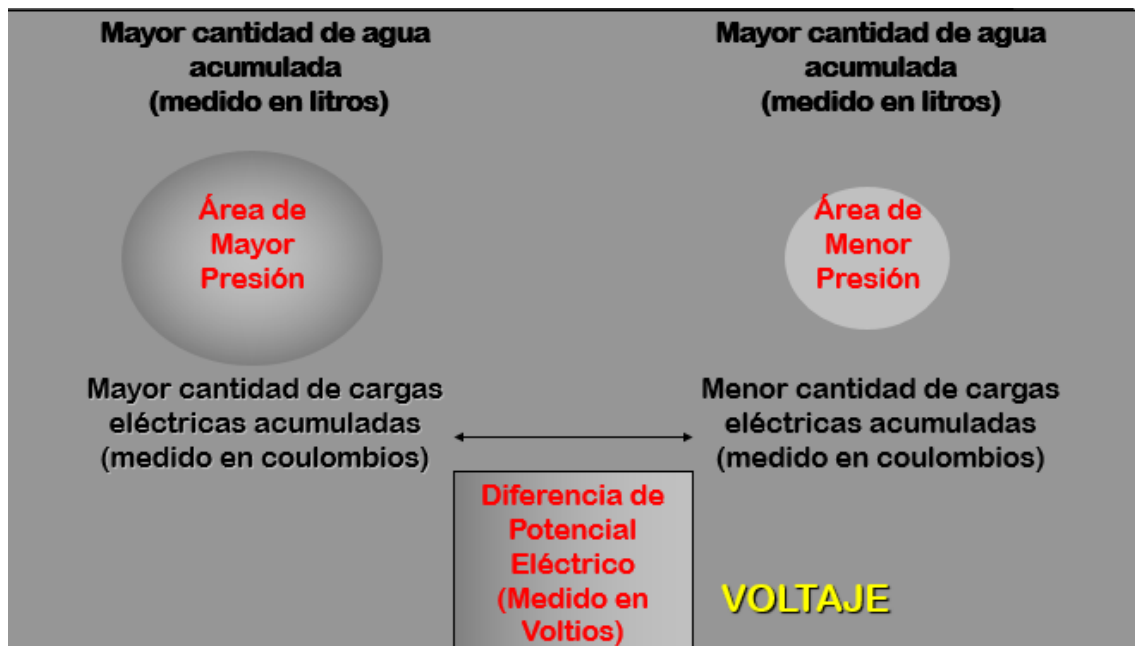 Mayor cantidad de agua
acumulada
(medido en litros)
Mayor cantidad de agua
acumulada
(medido en litros)
Área de
Mayor
Presión
Área de
Menor
Presión
Mayor cantidad de cargas
eléctricas acumuladas
(medido en coulombios)
Menor cantidad de cargas
eléctricas acumuladas
(medido en coulombios)
Diferencia de
Potencial
Eléctrico
(Medido en
Voltios)
VOLTAJE